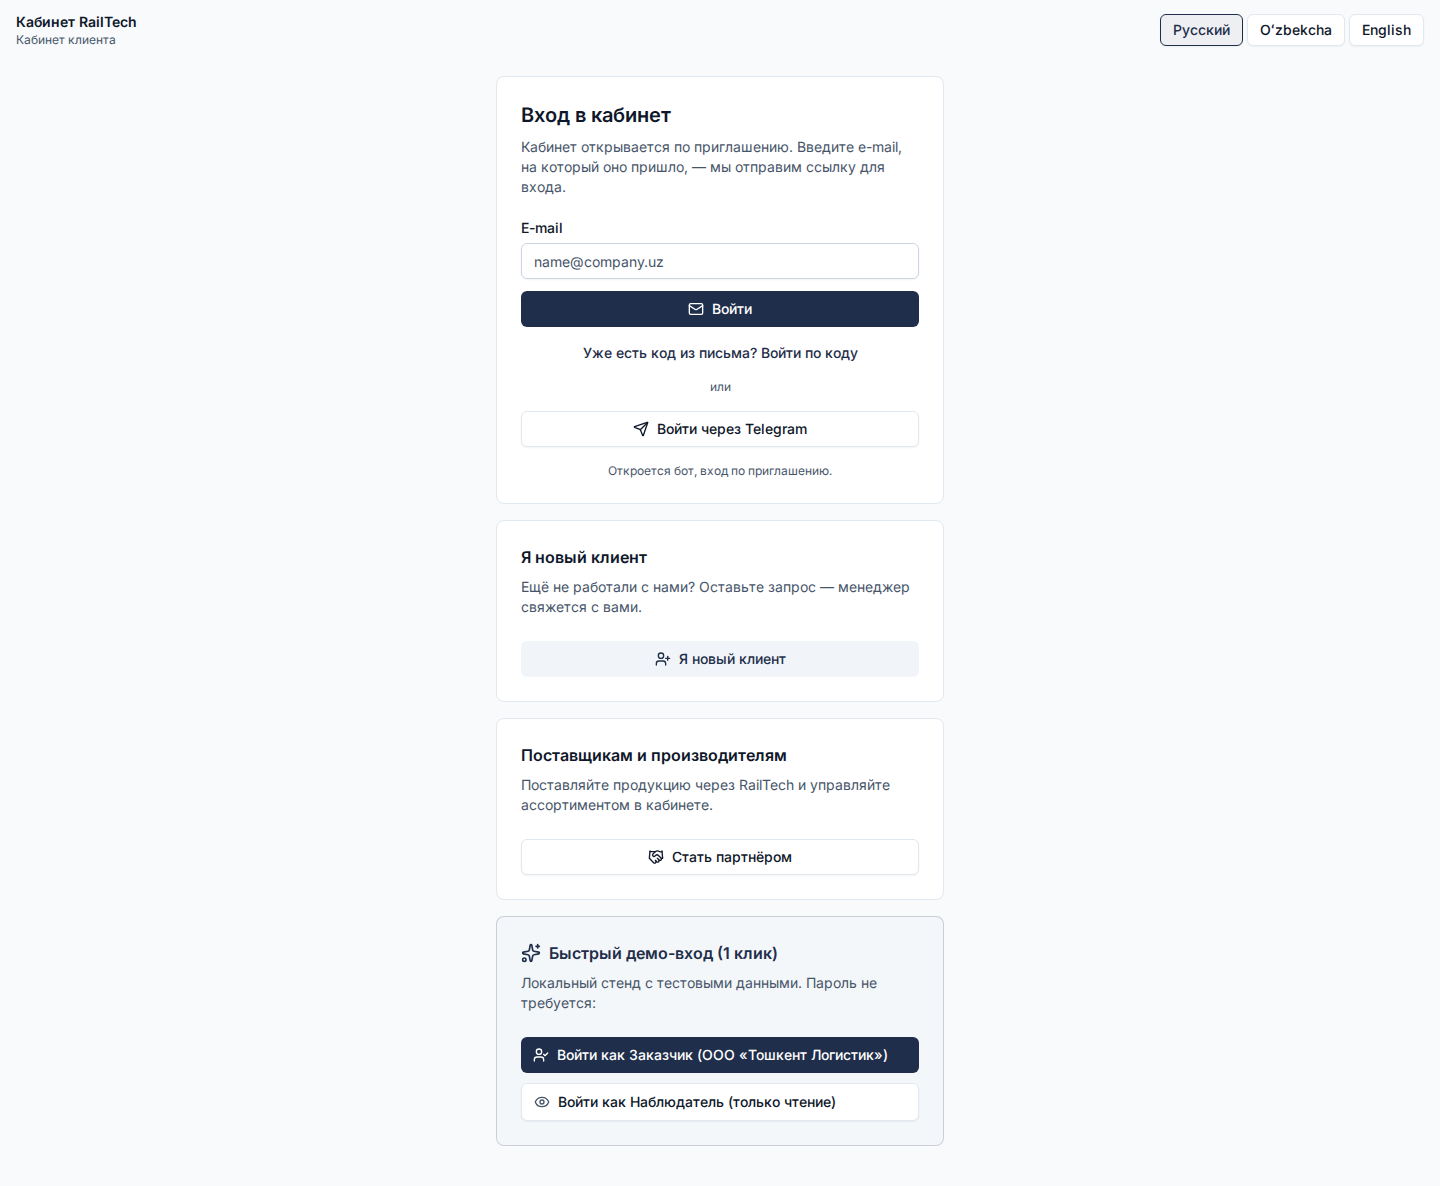 Кабинет RailTech
Кабинет клиента
Русский
Oʻzbekcha
English
Вход в кабинет
Кабинет открывается по приглашению. Введите e-mail,
на который оно пришло, — мы отправим ссылку для
входа.
E-mail
name@company.uz
Войти
Уже есть код из письма? Войти по коду
или
Войти через Telegram
Откроется бот, вход по приглашению.
Я новый клиент
Ещё не работали с нами? Оставьте запрос — менеджер
свяжется с вами.
Я новый клиент
Поставщикам и производителям
Поставляйте продукцию через RailTech и управляйте
ассортиментом в кабинете.
Стать партнёром
Быстрый демо-вход (1 клик)
Локальный стенд с тестовыми данными. Пароль не
требуется:
Войти как Заказчик (ООО «Тошкент Логистик»)
Войти как Наблюдатель (только чтение)